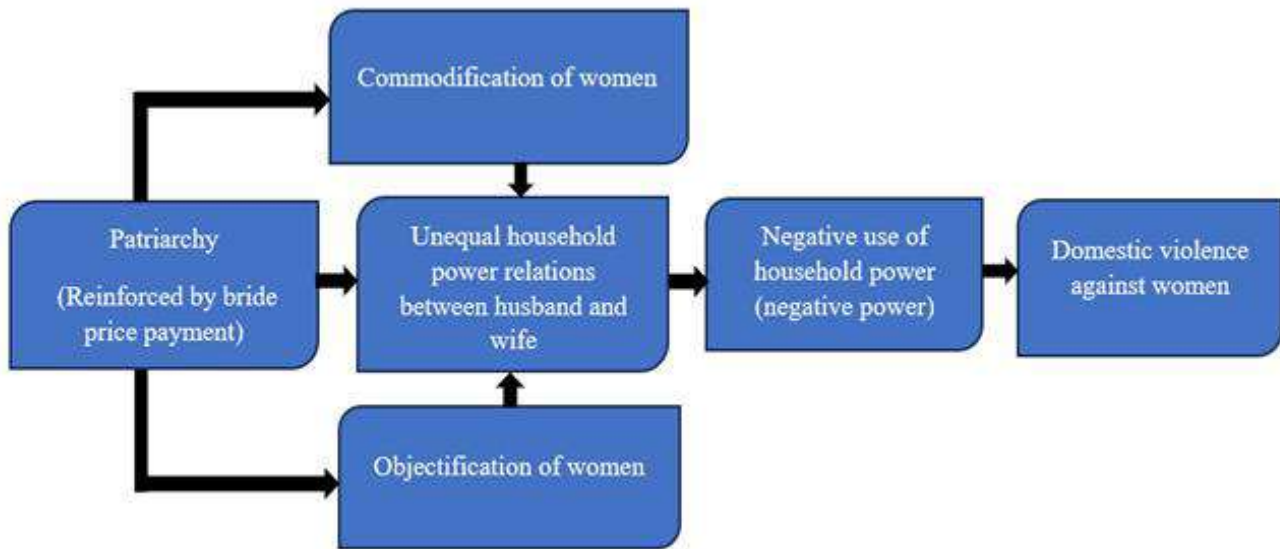 Commodification of women
Patriarchy
(Reinforced by bride
price payment)
Unequal household
power relations
between husband and
wife
Negative use of
household power
(negative power)
Domestic violence
against women
Objectification of women